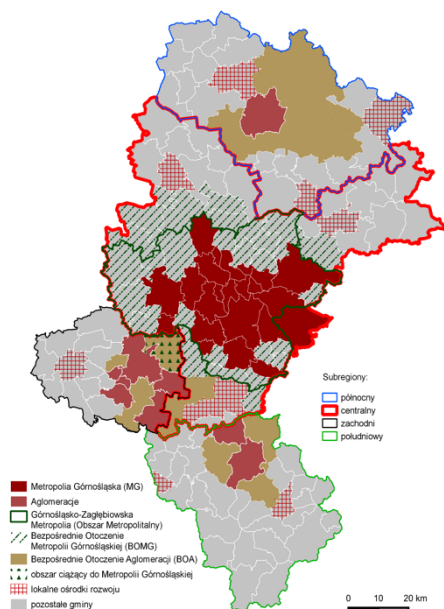 Subregiony:
północny
centralny
zachodni
południowy
Metropolia Górnośląska (MG)
Aglomeracje
Górnośląsko-Zagłębiowska
Metropolia (Obszar Metropolitalny)
Bezpośrednie Otoczenie
Metropolii Górnośląskiej (BOMG)
Bezpośrednie Otoczenie Aglomeracji (BOA)
obszar ciążący do Metropolii Górnośląskiej
lokalne ośrodki rozwoju
pozostałe gminy
0 10 20 km